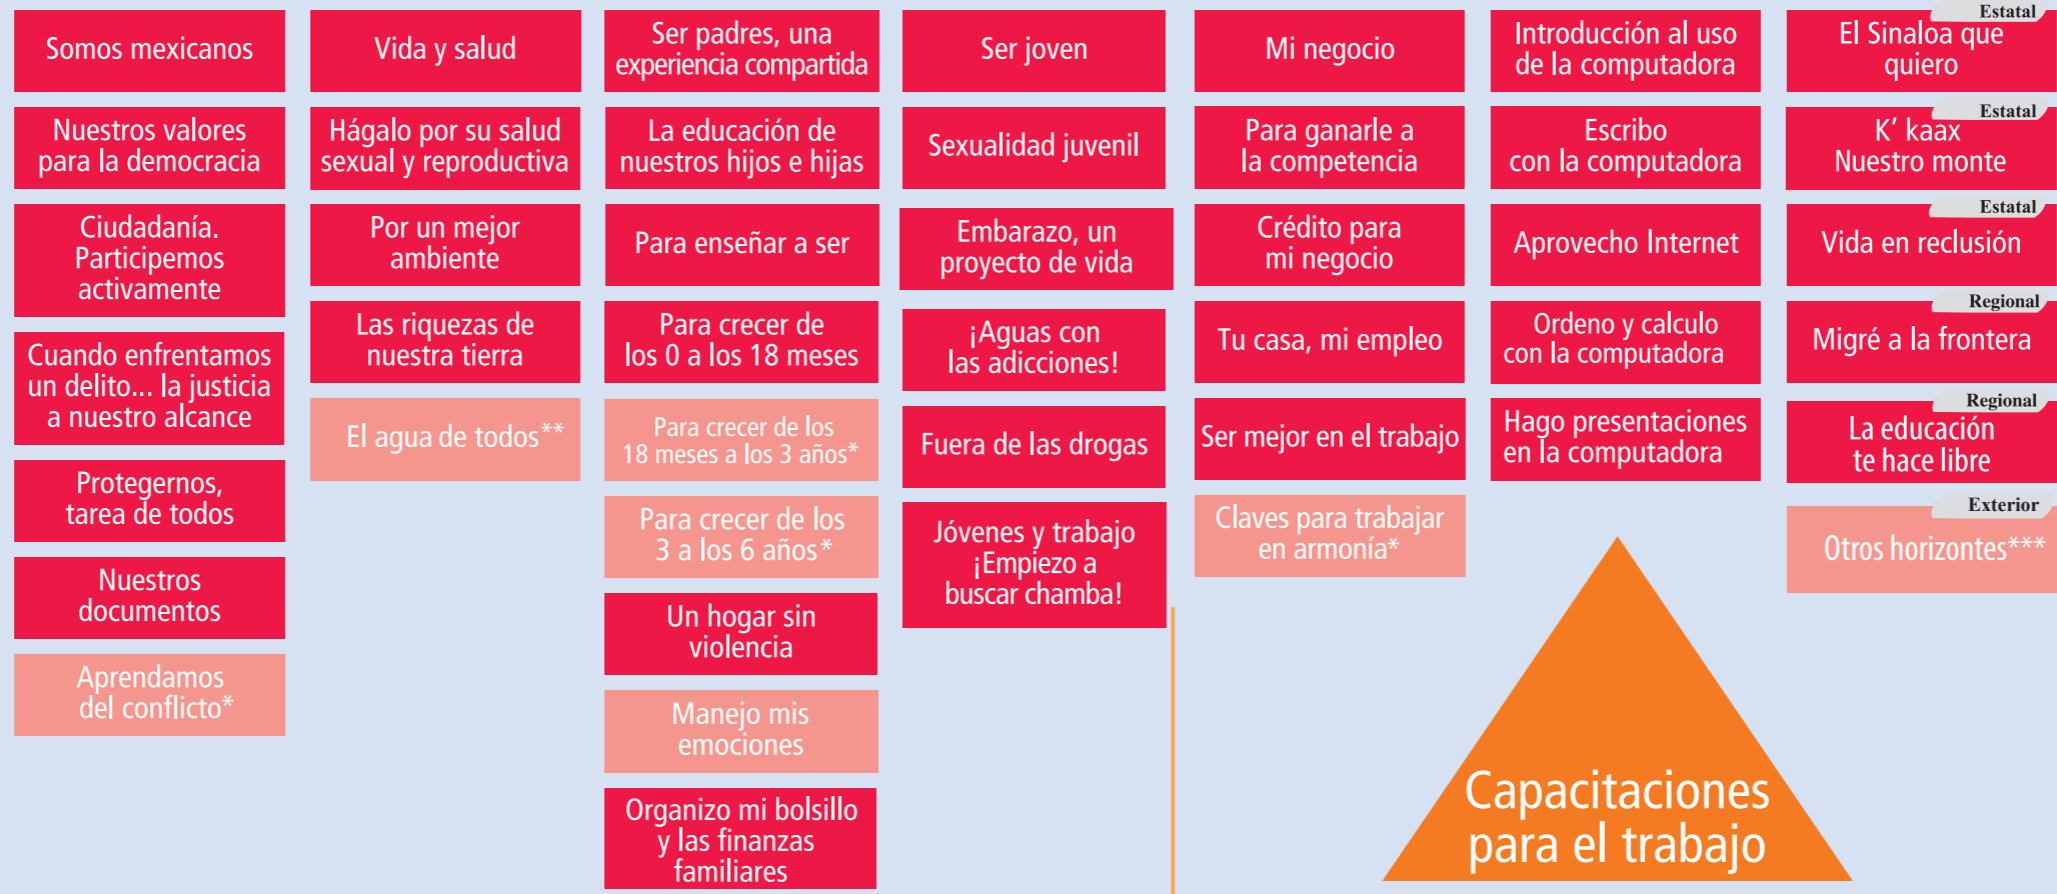 Somos mexicanos
Nuestros valores
para la democracia
Ciudadanía.
Participemos
activamente
Cuando enfrentamos
un delito... la justicia
a nuestro alcance
Protegernos,
tarea de todos
Nuestros
documentos
Aprendamos
del conflicto*
Vida y salud
Hágalo por su salud
sexual y reproductiva
Por un mejor
ambiente
Las riquezas de
nuestra tierra
El agua de todos**
Ser padres, una
experiencia compartida
La educación de
nuestros hijos e hijas
Para enseñar a ser
Para crecer de
los 0 a los 18 meses
Para crecer de los
18 meses a los 3 años*
Para crecer de los
3 a los 6 años*
Un hogar sin
violencia
Manejo mis
emociones
Organizo mi bolsillo
y las finanzas
familiares
Ser joven
Sexualidad juvenil
Embarazo, un
proyecto de vida
¡Aguas con
las adicciones!
Fuera de las drogas
Jóvenes y trabajo
¡Empiezo a
buscar chamba!
Mi negocio
Para ganarle a
la competencia
Crédito para
mi negocio
Tu casa, mi empleo
Ser mejor en el trabajo
Claves para trabajar
en armonía*
Introducción al uso
de la computadora
Escribo
con la computadora
Aprovecho Internet
Ordeno y calculo
con la computadora
Hago presentaciones
en la computadora
Estatal
El Sinaloa que
quiero
Estatal
K' kaax
Nuestro monte
Estatal
Vida en reclusión
Regional
Migré a la frontera
Regional
La educación
te hace libre
Exterior
Otros horizontes***
Capacitaciones
para el trabajo